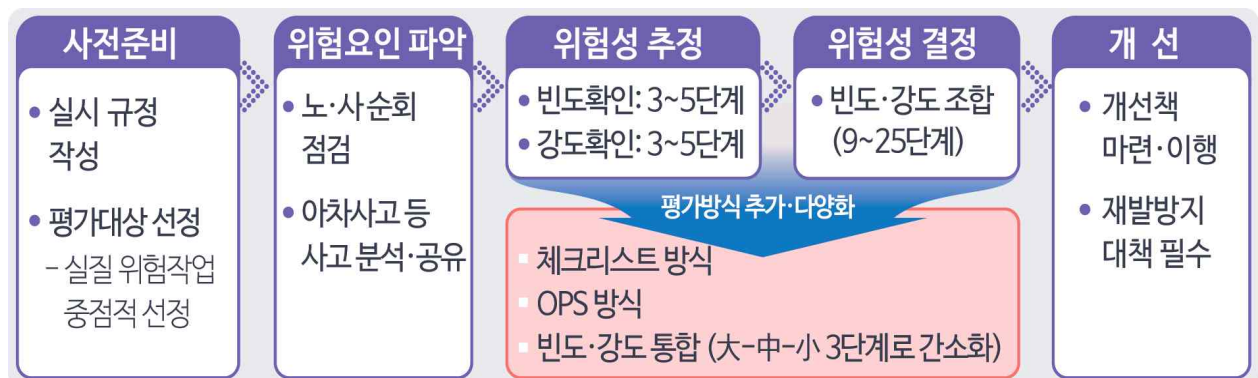 사전준비
• 실시 규정
작성
• 평가대상 선정
- 실질 위험작업
중점적 선정
위험요인 파악
• 노·사 순회
점검
• 아차사고 등
사고 분석·공유
위험성 추정
• 빈도확인: 3~5단계
• 강도확인: 3~5단계
위험성 결정
• 빈도·강도 조합
(9~25단계)
평가방식 추가·다양화
체크리스트 방식
OPS 방식
빈도·강도 통합 (大-中-小 3단계로 간소화)
개 선
• 개선책
마련·이행
• 재발방지
대책 필수